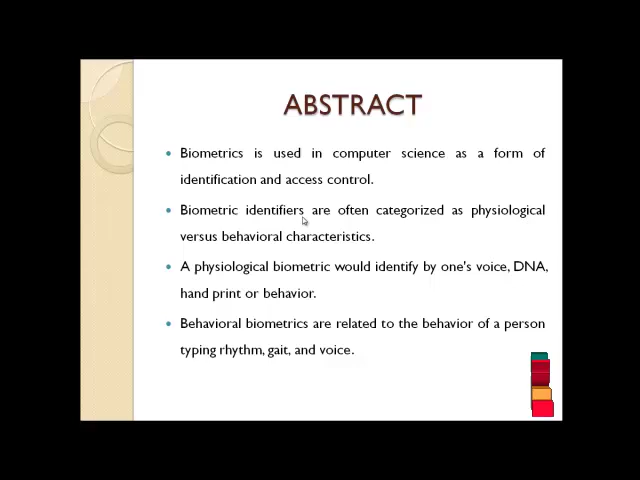 ABSTRACT
• Biometrics is used in computer science as a form of
identification and access control.
• Biometric identifiers are often categorized as physiological
versus behavioral characteristics.
• A physiological biometric would identify by one's voice, DNA,
hand print or behavior.
• Behavioral biometrics are related to the behavior of a person
typing rhythm, gait, and voice.